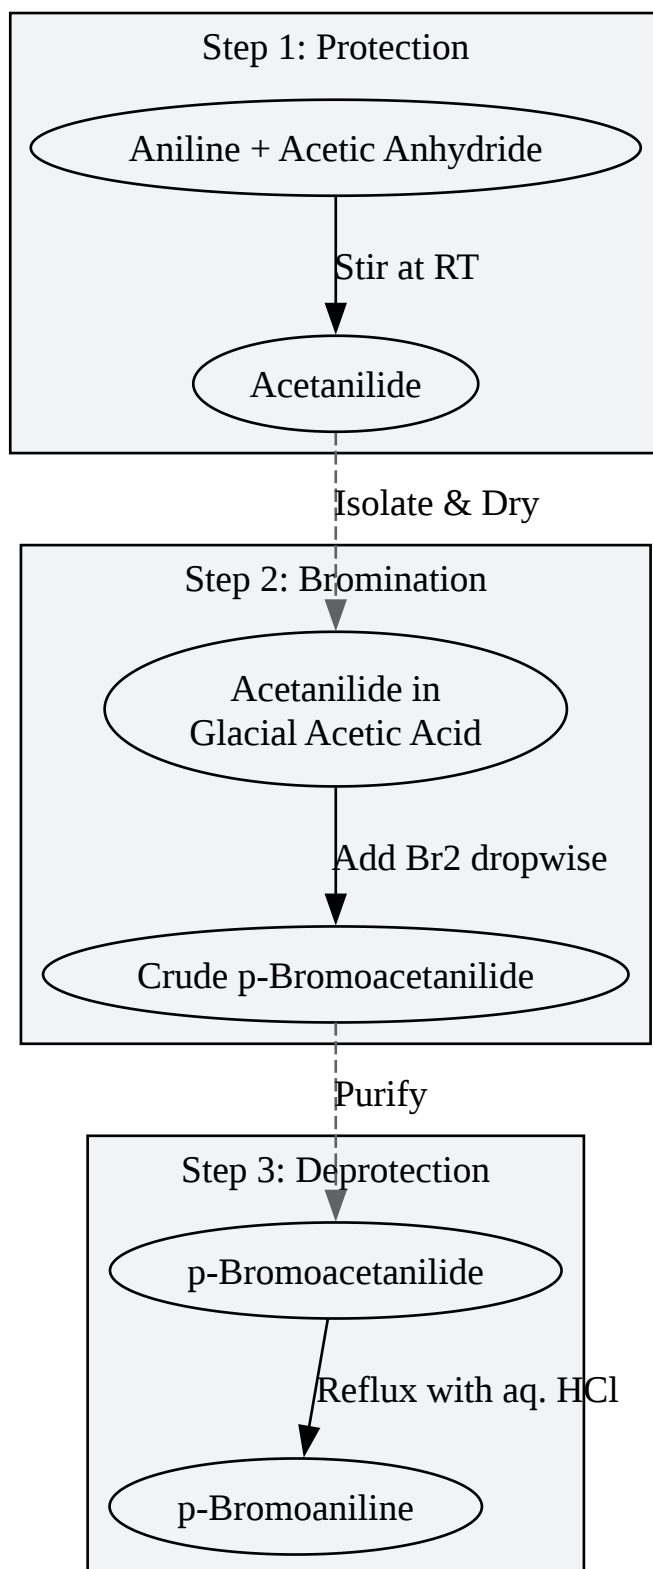 Step 1: Protection
Aniline + Acetic Anhydride
Stir at RT
Acetanilide
Isolate & Dry
Step 2: Bromination
Acetanilide in
Glacial Acetic Acid
Add Br2 dropwise
Crude p-Bromoacetanilide
Purify
Step 3: Deprotection
p-Bromoacetanilide
Reflux with aq. HCl
p-Bromoaniline